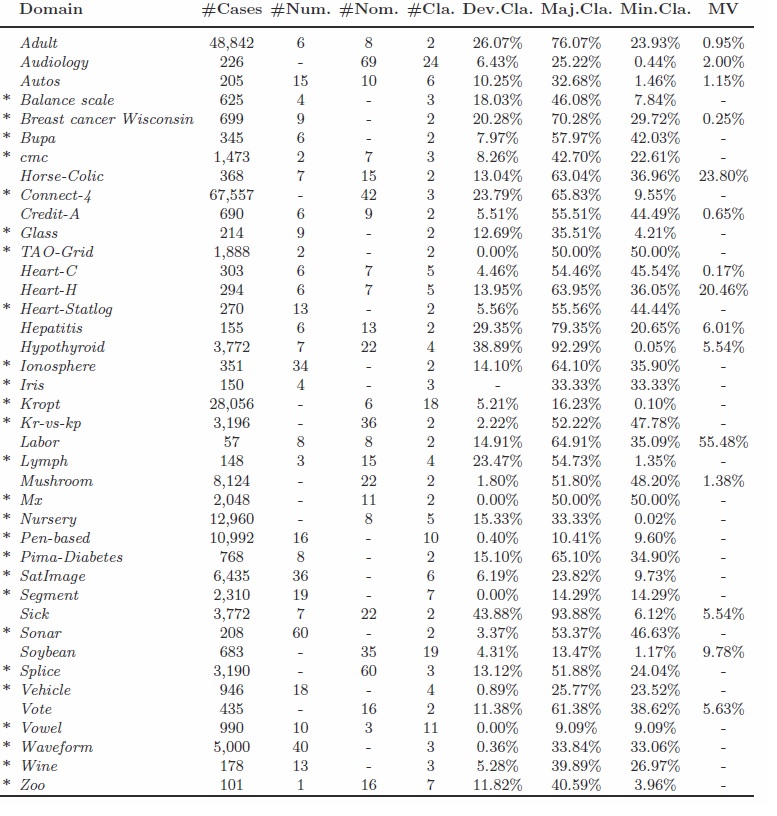 Domain #Cases #Num. #Nom. #Cla. Dev.Cla. Maj.Cla. Min.Cla. MV
Adult 48,842 6 8 2 26.07% 76.07% 23.93% 0.95%
Audiology 226 - 69 24 6.43% 25.22% 0.44% 2.00%
Autos 205 15 10 6 10.25% 32.68% 1.46% 1.15%
* Balance scale 625 4 - 3 18.03% 46.08% 7.84% -
* Breast cancer Wisconsin 699 9 - 2 20.28% 70.28% 29.72% 0.25%
* Bupa 345 6 - 2 7.97% 57.97% 42.03% -
* cmc 1,473 2 7 3 8.26% 42.70% 22.61% -
Horse-Colic 368 7 15 2 13.04% 63.04% 36.96% 23.80%
* Connect-4 67,557 - 42 3 23.79% 65.83% 9.55% -
Credit-A 690 6 9 2 5.51% 55.51% 44.49% 0.65%
* Glass 214 9 - 2 12.69% 35.51% 4.21% -
* TAO-Grid 1,888 2 - 2 0.00% 50.00% 50.00% -
Heart-C 303 6 7 5 4.46% 54.46% 45.54% 0.17%
Heart-H 294 6 7 5 13.95% 63.95% 36.05% 20.46%
* Heart-Statlog 270 13 - 2 5.56% 55.56% 44.44% -
Hepatitis 155 6 13 2 29.35% 79.35% 20.65% 6.01%
Hypothyroid 3,772 7 22 4 38.89% 92.29% 0.05% 5.54%
* Ionosphere 351 34 - 2 14.10% 64.10% 35.90% -
* Iris 150 4 - 3 - 33.33% 33.33% -
* Kropt 28,056 - 6 18 5.21% 16.23% 0.10% -
* Kr-vs-kp 3,196 - 36 2 2.22% 52.22% 47.78% -
Labor 57 8 8 2 14.91% 64.91% 35.09% 55.48%
* Lymph 148 3 15 4 23.47% 54.73% 1.35% -
Mushroom 8,124 - 22 2 1.80% 51.80% 48.20% 1.38%
* Mx 2,048 - 11 2 0.00% 50.00% 50.00% -
* Nursery 12,960 - 8 5 15.33% 33.33% 0.02% -
* Pen-based 10,992 16 - 10 0.40% 10.41% 9.60% -
* Pima-Diabetes 768 8 - 2 15.10% 65.10% 34.90% -
* SatImage 6,435 36 - 6 6.19% 23.82% 9.73% -
* Segment 2,310 19 - 7 0.00% 14.29% 14.29% -
Sick 3,772 7 22 2 43.88% 93.88% 6.12% 5.54%
* Sonar 208 60 - 2 3.37% 53.37% 46.63% -
Soybean 683 - 35 19 4.31% 13.47% 1.17% 9.78%
* Splice 3,190 - 60 3 13.12% 51.88% 24.04% -
* Vehicle 946 18 - 4 0.89% 25.77% 23.52% -
Vote 435 - 16 2 11.38% 61.38% 38.62% 5.63%
* Vowel 990 10 3 11 0.00% 9.09% 9.09% -
* Waveform 5,000 40 - 3 0.36% 33.84% 33.06% -
* Wine 178 13 - 3 5.28% 39.89% 26.97% -
* Zoo 101 1 16 7 11.82% 40.59% 3.96% -